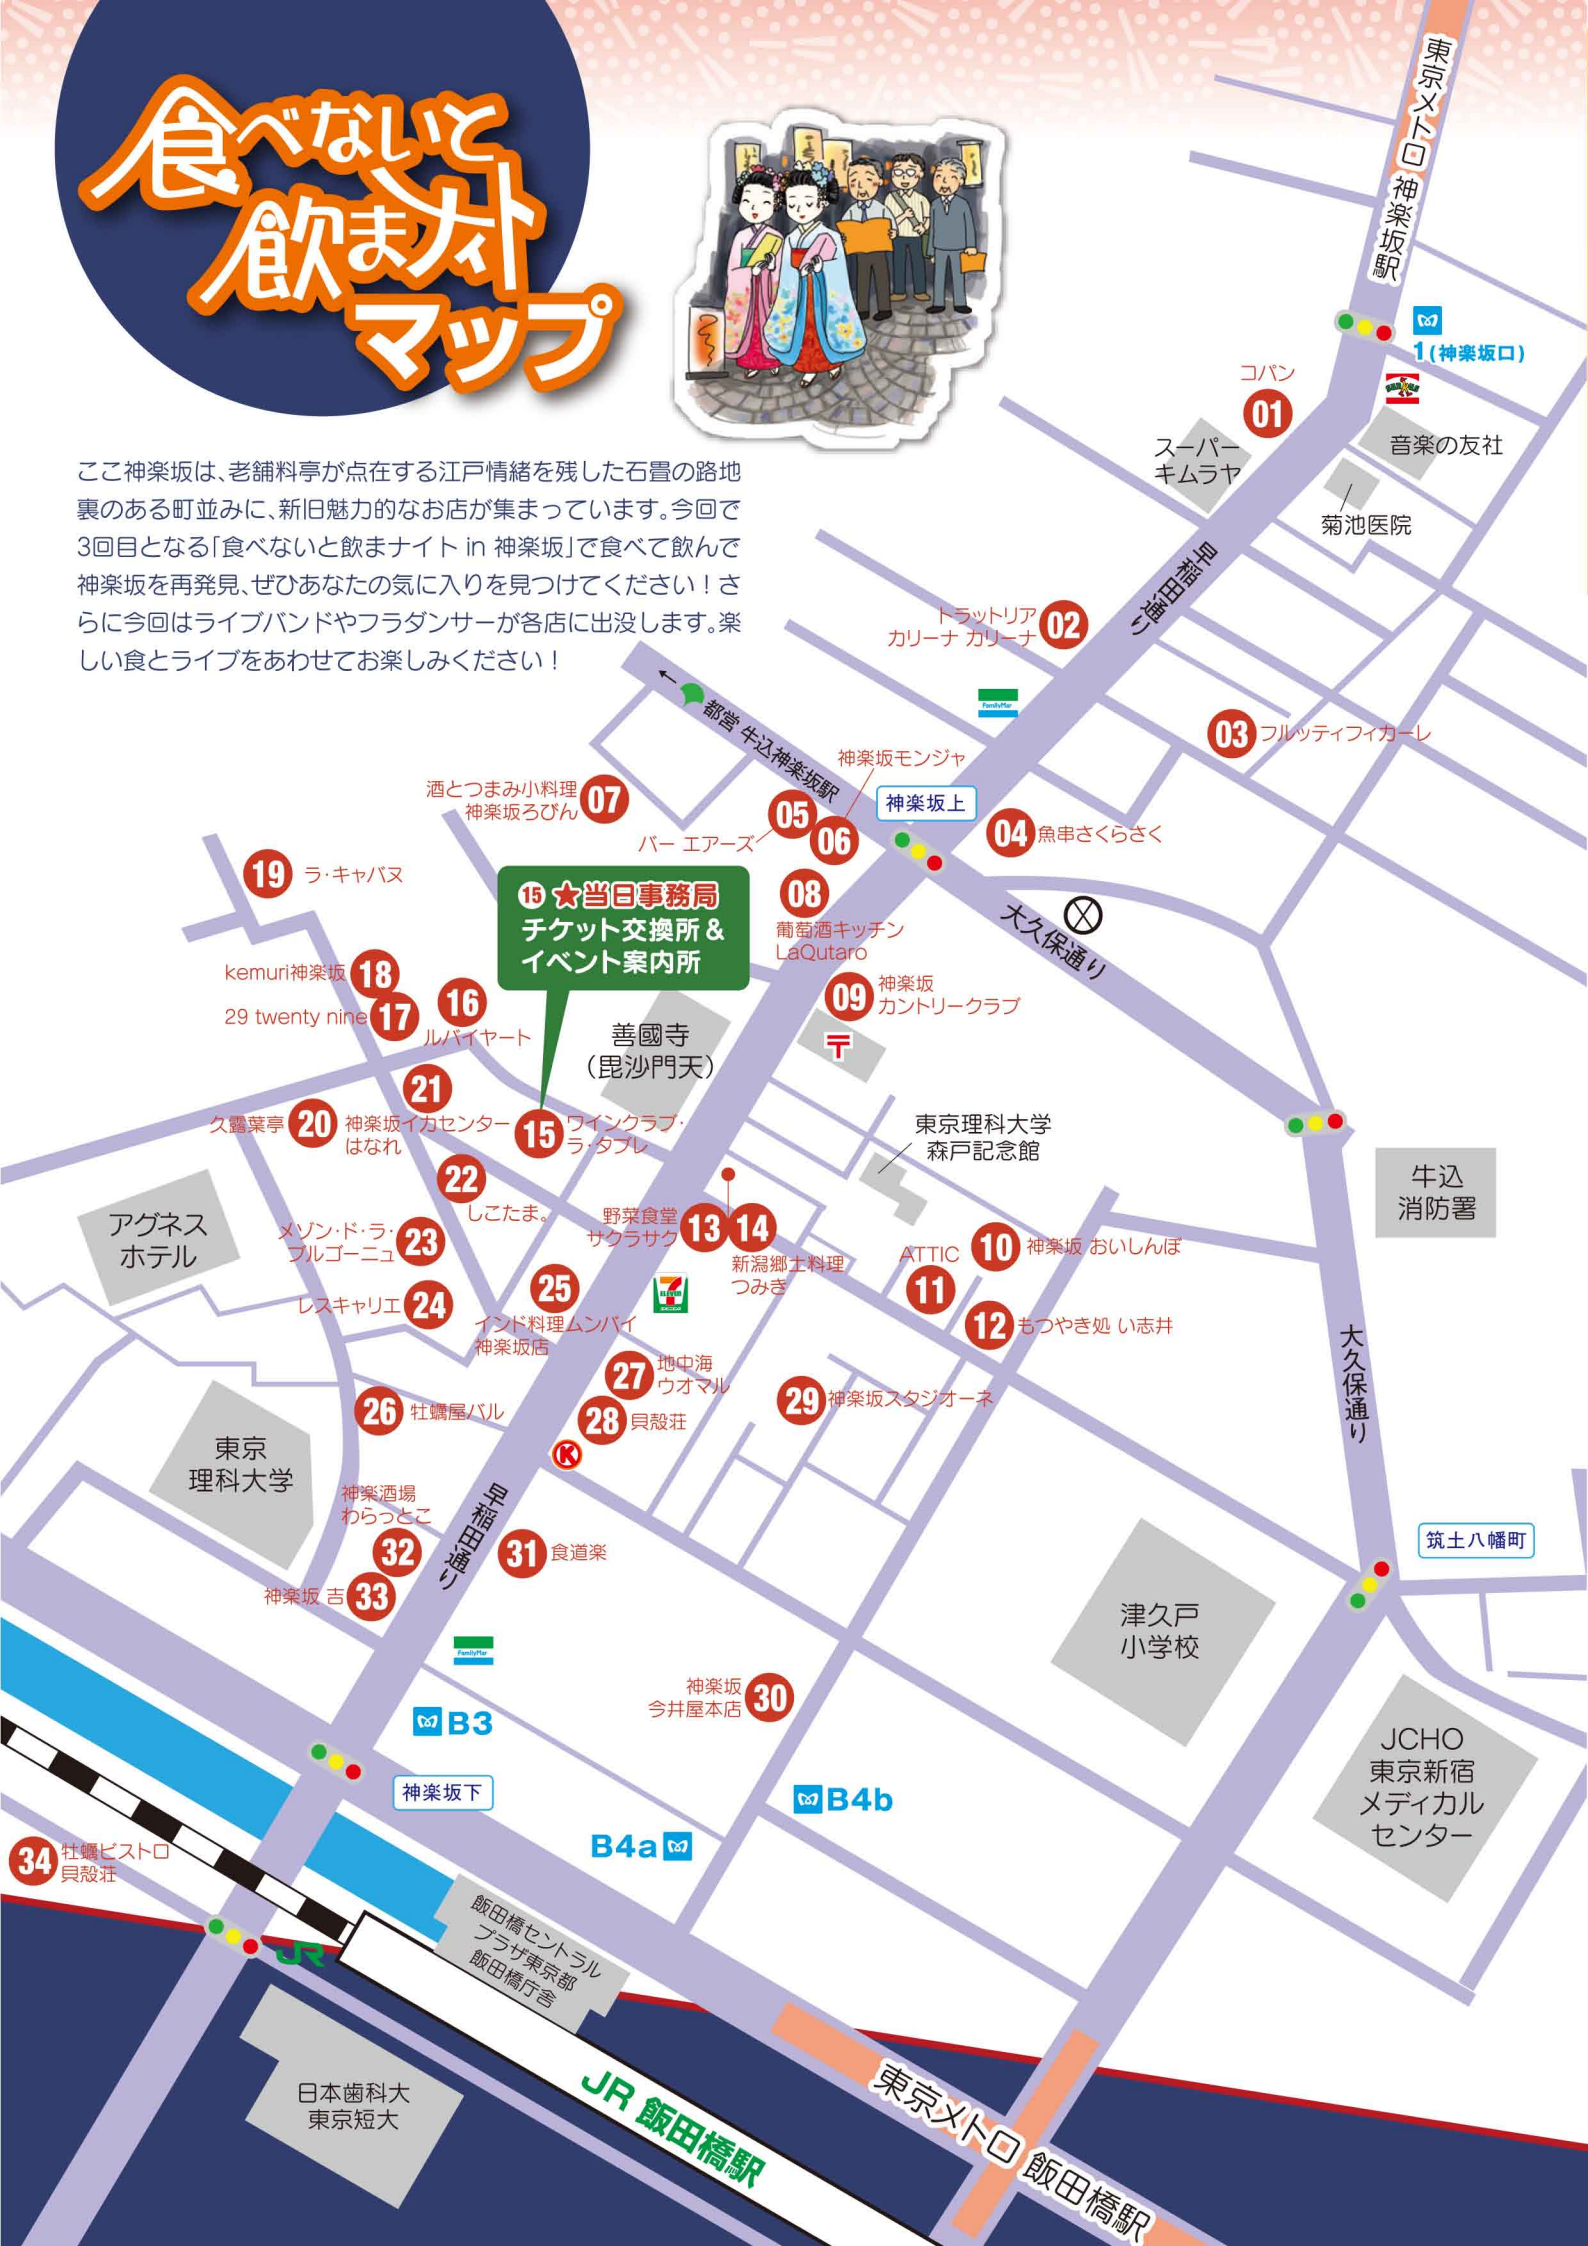 食べないと
飲まナイト
マップ
ここ神楽坂は、老舗料亭が点在する江戸情緒を残した石畳の路地
裏のある町並みに、新旧魅力的なお店が集まっています。今回で
3回目となる「食べないと飲まナイト in 神楽坂」で食べて飲んで
神楽坂を再発見、ぜひあなたの気に入りを見つけてください！さ
らに今回はライブバンドやフラダンサーが各店に出没します。楽
しい食とライブをあわせてお楽しみください！
東京メトロ 神楽坂駅
1(神楽坂口)
コパン
01
スーパー
キムラヤ
音楽の友社
菊池医院
早稲田通り
トラットリア
カリーナ カリーナ
02
FamilyMar
03
フルッティフィカーレ
←
都営 牛込神楽坂駅
神楽坂モンジャ
神楽坂上
酒とつまみ小料理
神楽坂ろびん
07
05
06
バー エアーズ
04
魚串さくらさく
19
ラ・キャバヌ
15 ★当日事務局
チケット交換所＆
イベント案内所
08
葡萄酒キッチン
LaQutaro
大久保通り
kemuri神楽坂
18
29 twenty nine
17
16
ルバイヤート
09
神楽坂
カントリークラブ
〒
善國寺
（毘沙門天）
21
久露葉亭
20
神楽坂イカセンター
はなれ
15
ワインクラブ・
ラ・タブレ
東京理科大学
森戸記念館
牛込
消防署
22
しこたま。
アグネス
ホテル
メゾン・ド・ラ・
ブルゴーニュ
23
野菜食堂
サクラサク
13
14
新潟郷土料理
つみき
ATTIC
11
10
神楽坂 おいしんぼ
レスキャリエ
24
25
インド料理ムンバイ
神楽坂店
7
ELEVEN
12
もつやき処 い志井
大久保通り
27
地中海
ウオマル
26
牡蠣屋バル
28
貝殻荘
29
神楽坂スタジオーネ
K
東京
理科大学
神楽酒場
わらっとこ
32
早稲田通り
31
食道楽
筑土八幡町
神楽坂 吉
33
津久戸
小学校
FamilyMar
神楽坂
今井屋本店
30
B3
JCHO
東京新宿
メディカル
センター
神楽坂下
B4b
B4a
34
牡蠣ビストロ
貝殻荘
飯田橋セントラル
プラザ東京都
飯田橋庁舎
JR
日本歯科大
東京短大
JR 飯田橋駅
東京メトロ 飯田橋駅